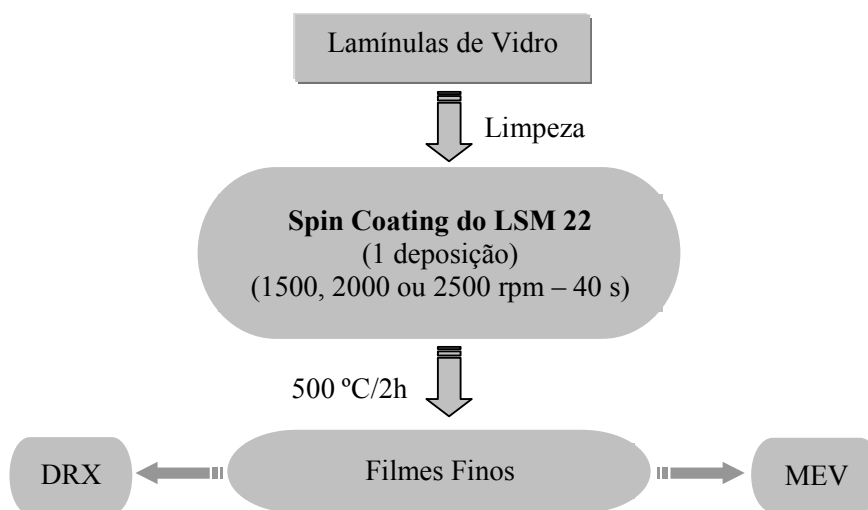 Lamínulas de Vidro
Limpeza
Spin Coating do LSM 22
(1 deposição)
(1500, 2000 ou 2500 rpm – 40 s)
500 ºC/2h
DRX
Filmes Finos
MEV